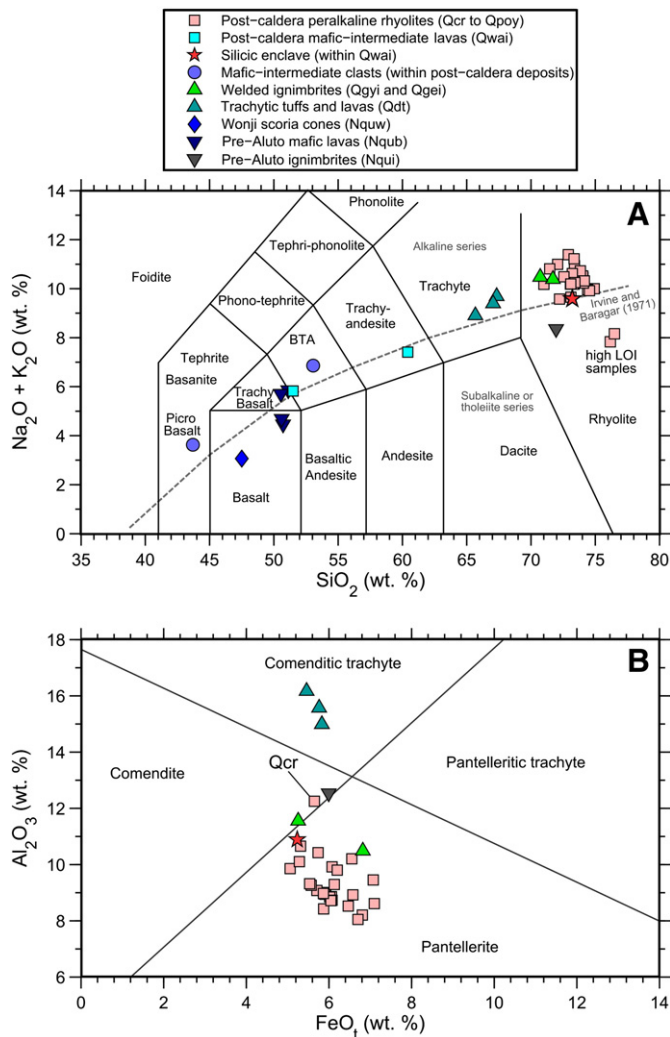 Post-caldera peralkaline rhyolites (Qcr to Qpoy)
Post-caldera mafic-intermediate lavas (Qwai)
Silicic enclave (within Qwai)
Mafic-intermediate clasts (within post-caldera deposits)
Welded ignimbrites (Qgyi and Qgei)
Trachytic tuffs and lavas (Qdt)
Wonji scoria cones (Nquw)
Pre-Aluto mafic lavas (Nqub)
Pre-Aluto ignimbrites (Nqui)
A
Na₂O + K₂O (wt. %)
14
12
10
8
6
4
2
0
Phonolite
Tephri-phonolite
Alkaline series
Foidite
Trachyte
Phono-tephrite
Trachy-
andesite
Irvine and
Baragar (1971)
BTA
Tephrite
Basanite
high LOI
samples
Trachy
Basalt
Subalkaline or
tholeiite series
Picro
Basalt
Rhyolite
Basaltic
Andesite
Andesite
Dacite
Basalt
35 40 45 50 55 60 65 70 75 80
SiO₂ (wt. %)
B
Al₂O₃ (wt. %)
18
16
14
12
10
8
6
Comenditic trachyte
Qcr
Pantelleritic trachyte
Comendite
Pantellerite
0 2 4 6 8 10 12 14
FeOₜ (wt. %)